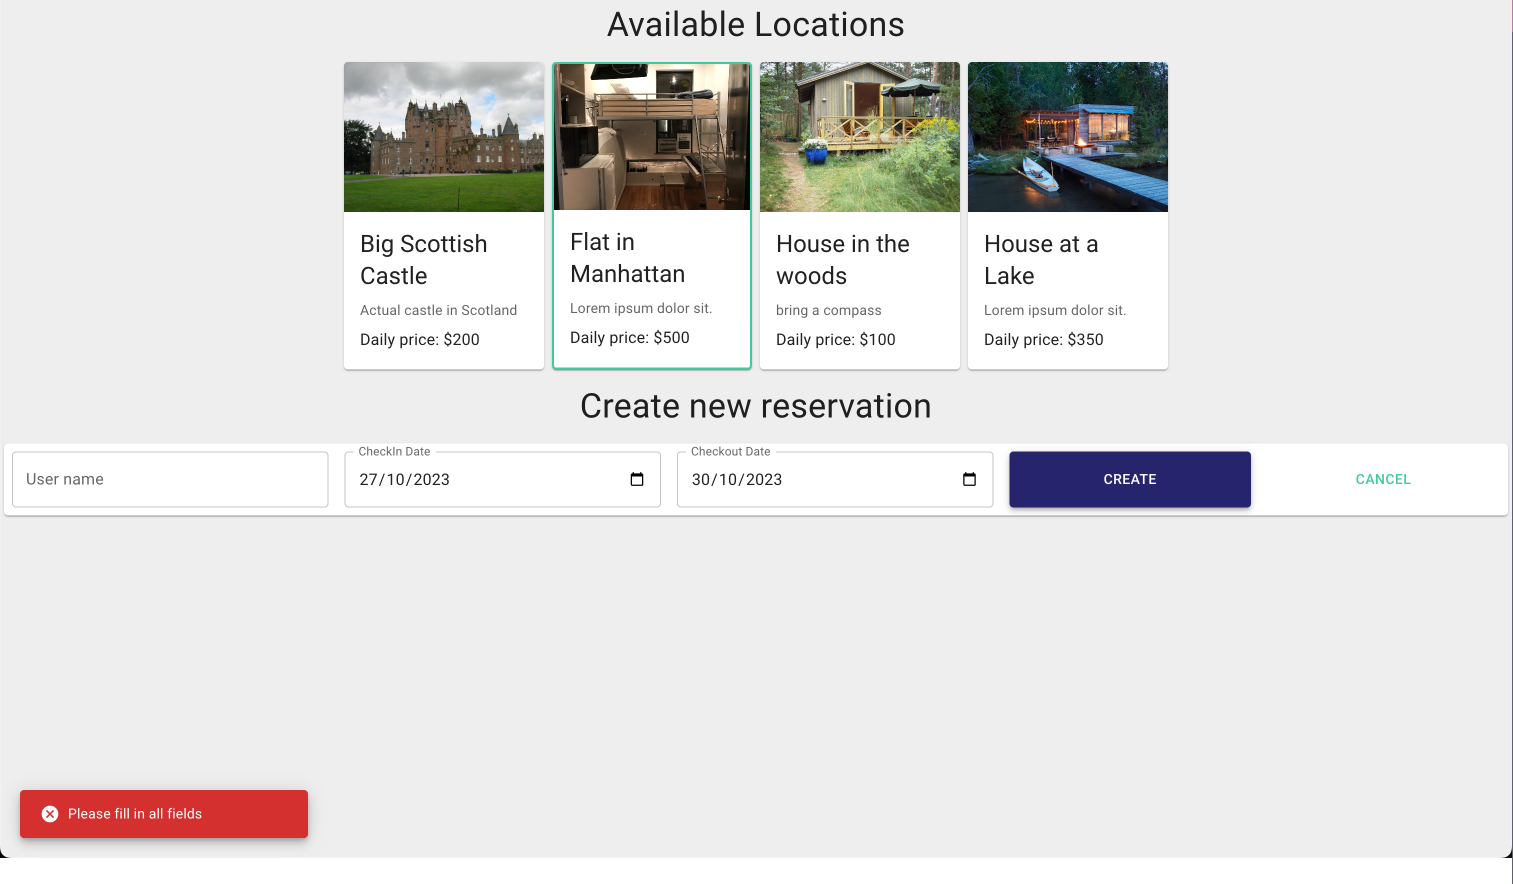 Available Locations
Big Scottish
Castle
Actual castle in Scotland
Daily price: $200
Flat in
Manhattan
Lorem ipsum dolor sit.
Daily price: $500
House in the
woods
bring a compass
Daily price: $100
House at a
Lake
Lorem ipsum dolor sit.
Daily price: $350
Create new reservation
User name
CheckIn Date
27/10/2023
Checkout Date
30/10/2023
CREATE
CANCEL
Please fill in all fields